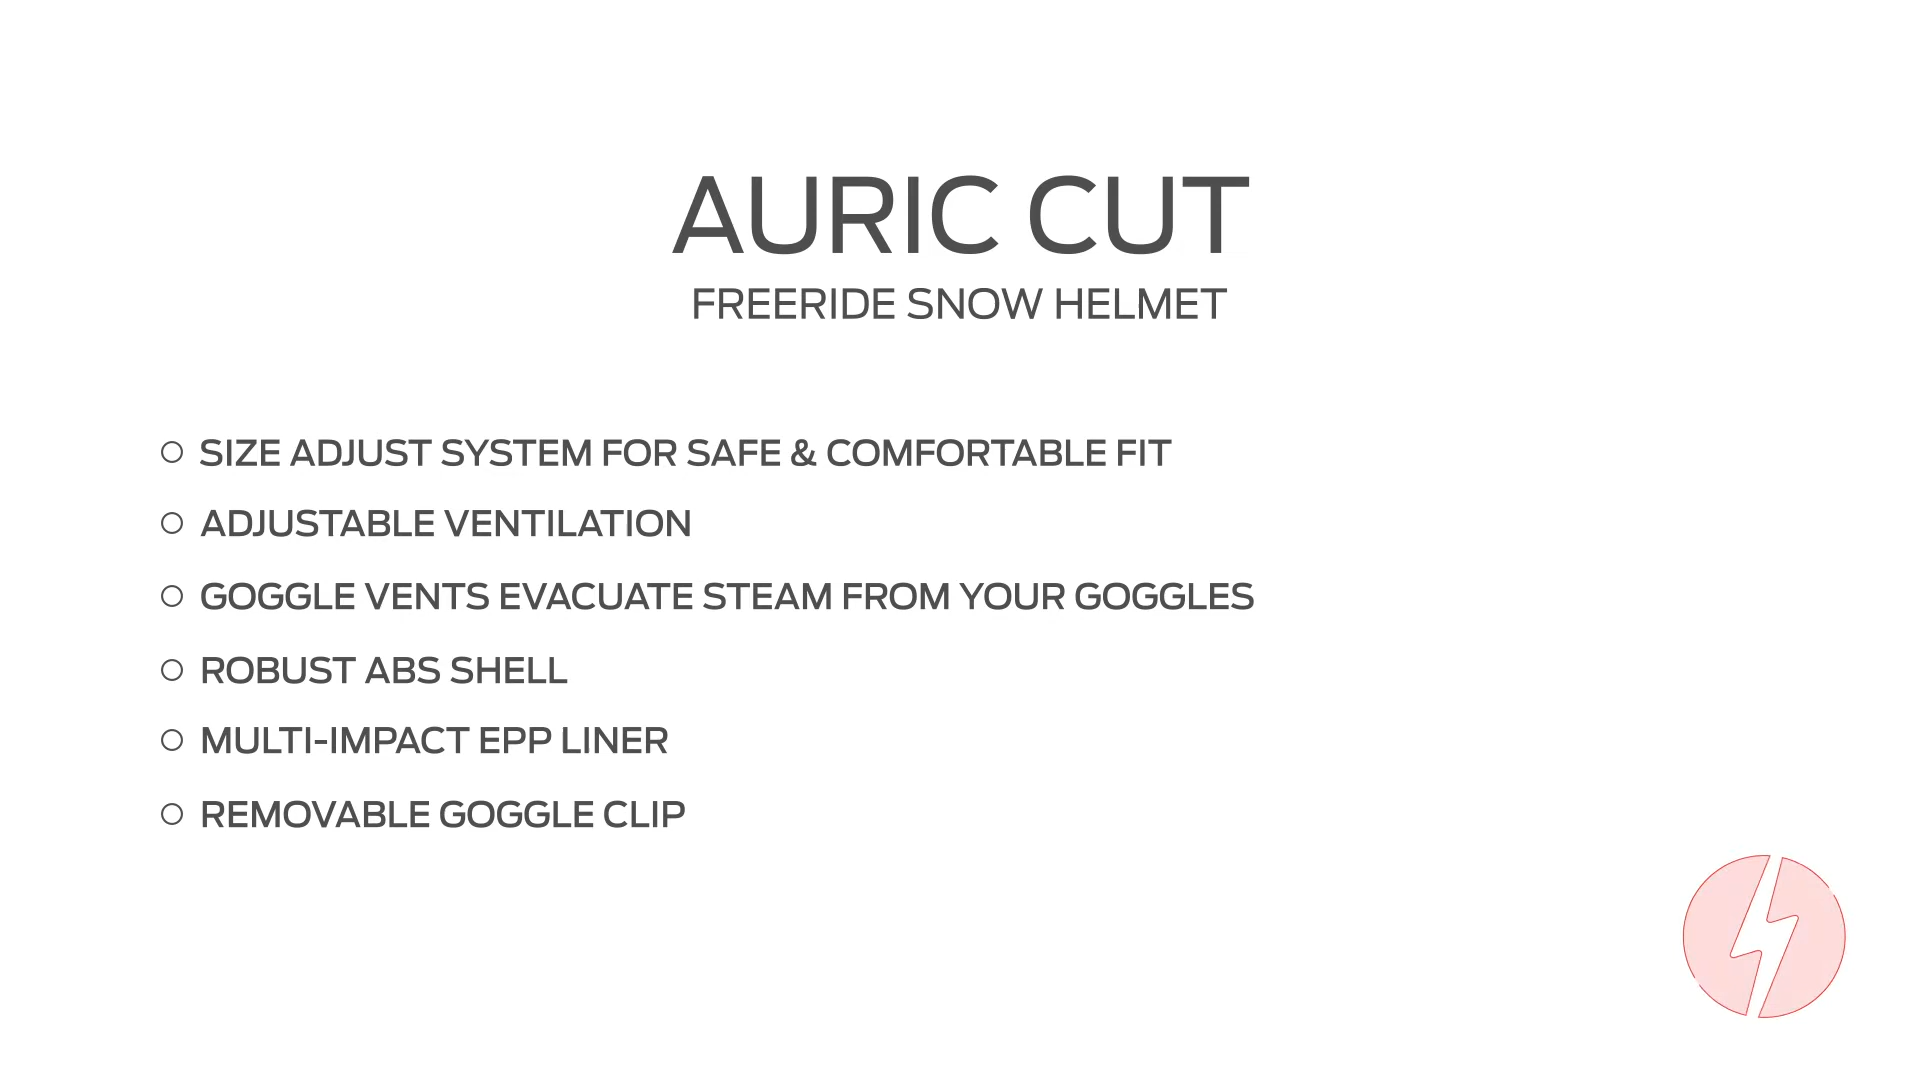 AURIC CUT
FREERIDE SNOW HELMET
SIZE ADJUST SYSTEM FOR SAFE & COMFORTABLE FIT
ADJUSTABLE VENTILATION
GOGGLE VENTS EVACUATE STEAM FROM YOUR GOGGLES
ROBUST ABS SHELL
MULTI-IMPACT EPP LINER
REMOVABLE GOGGLE CLIP